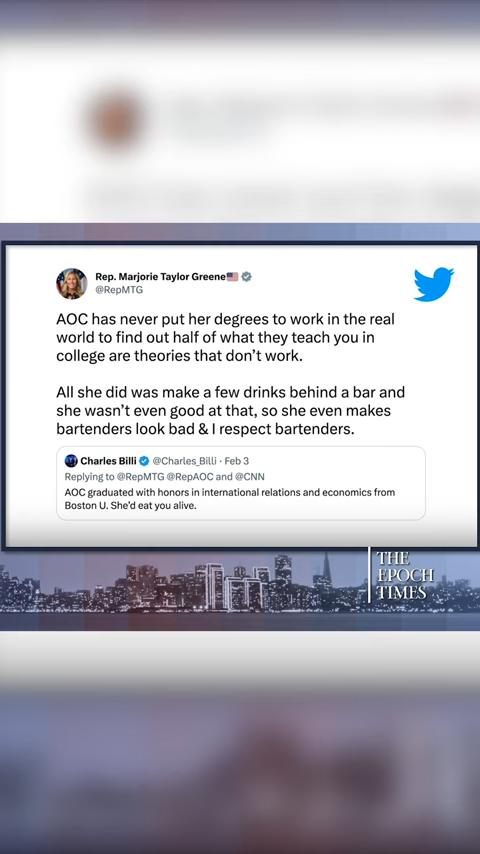 Rep. Marjorie Taylor Greene🇺🇸
@RepMTG
AOC has never put her degrees to work in the real
world to find out half of what they teach you in
college are theories that don’t work.
All she did was make a few drinks behind a bar and
she wasn’t even good at that, so she even makes
bartenders look bad & I respect bartenders.
Charles Billi @Charles_Billi · Feb 3
Replying to @RepMTG @RepAOC and @CNN
AOC graduated with honors in international relations and economics from
Boston U. She’d eat you alive.
THE
EPOCH
TIMES